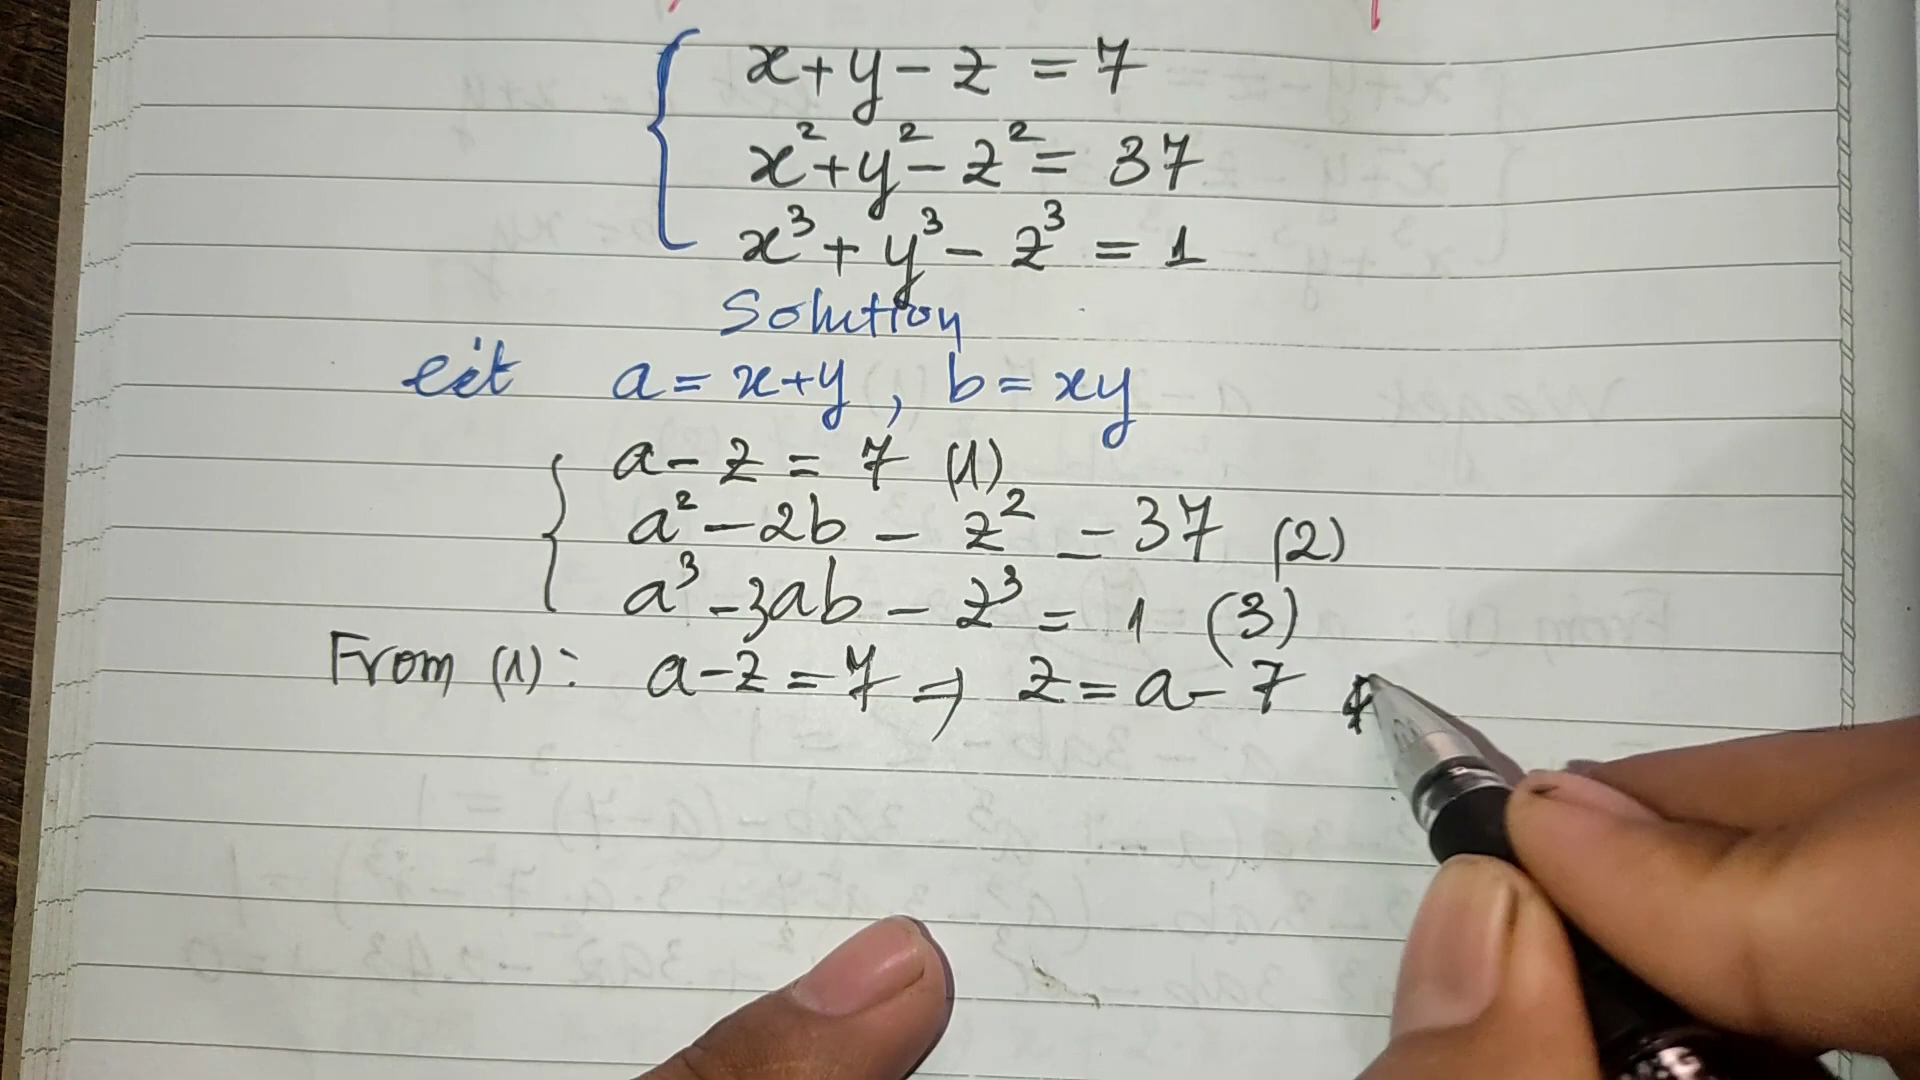 x+y-z=7
x²+y²-z²=37
x³+y³-z³=1
Solution
a=x+y, b=xy
a-z=7 (1)
a²-2b-z²=37 (2)
a³-3ab-z³=1 (3)
From (1): a-z=7 ⇒ z=a-7